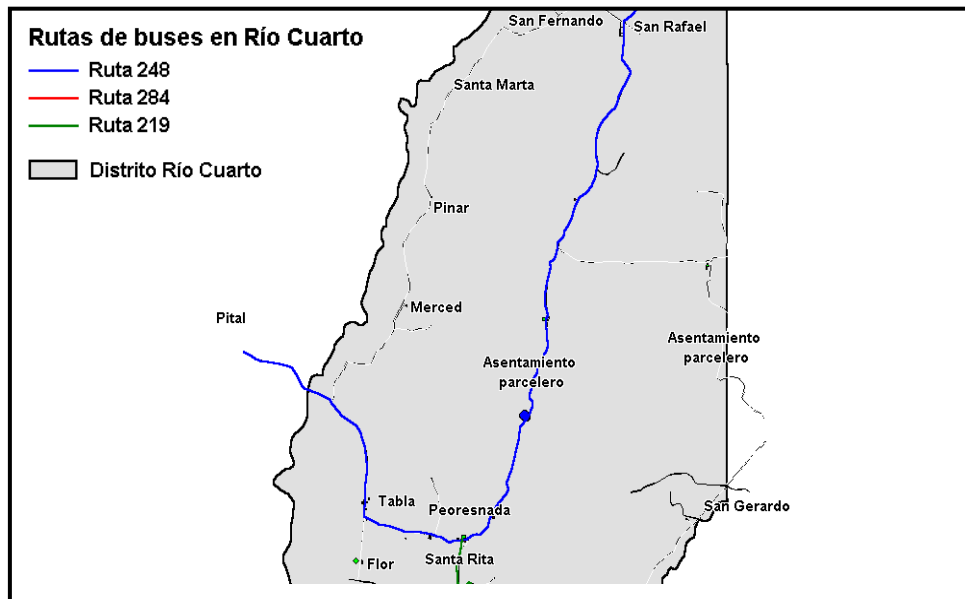 Rutas de buses en Río Cuarto
Ruta 248
Ruta 284
Ruta 219
Distrito Río Cuarto
San Fernando
San Rafael
Santa Marta
Pinar
Merced
Pital
Asentamiento
parcelero
Asentamiento
parcelero
Tabla
Peoresnada
San Gerardo
Santa Rita
Flor